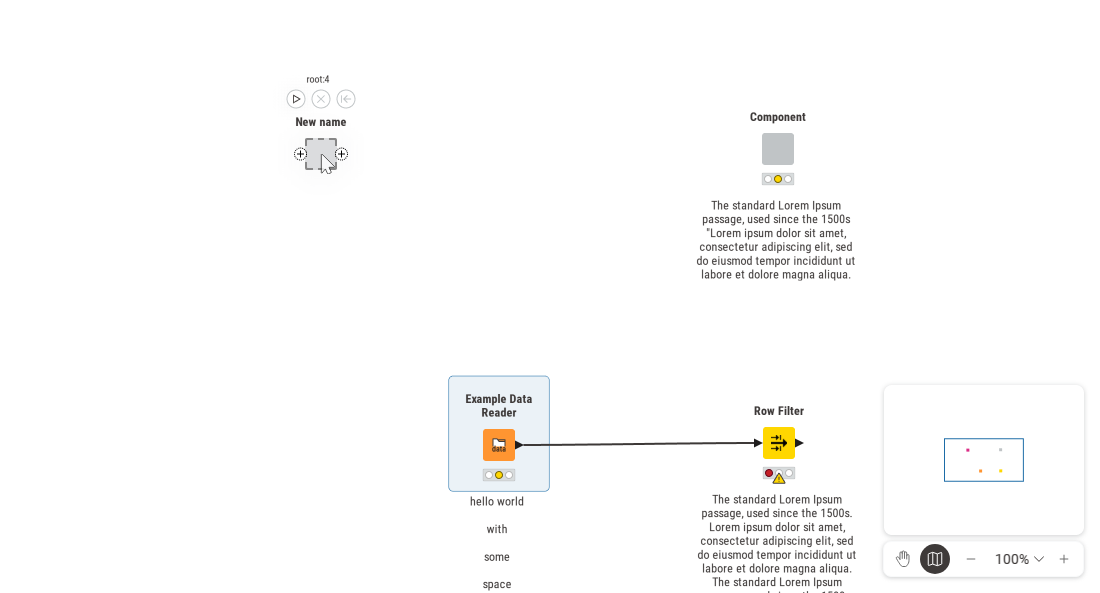 root:4
New name
Component
The standard Lorem Ipsum
passage, used since the 1500s
"Lorem ipsum dolor sit amet,
consectetur adipiscing elit, sed
do eiusmod tempor incididunt ut
labore et dolore magna aliqua.
Example Data
Reader
data
hello world
with
some
space
Row Filter
The standard Lorem Ipsum
passage, used since the 1500s.
Lorem ipsum dolor sit amet,
consectetur adipiscing elit, sed
do eiusmod tempor incididunt ut
labore et dolore magna aliqua.
The standard Lorem Ipsum
100%